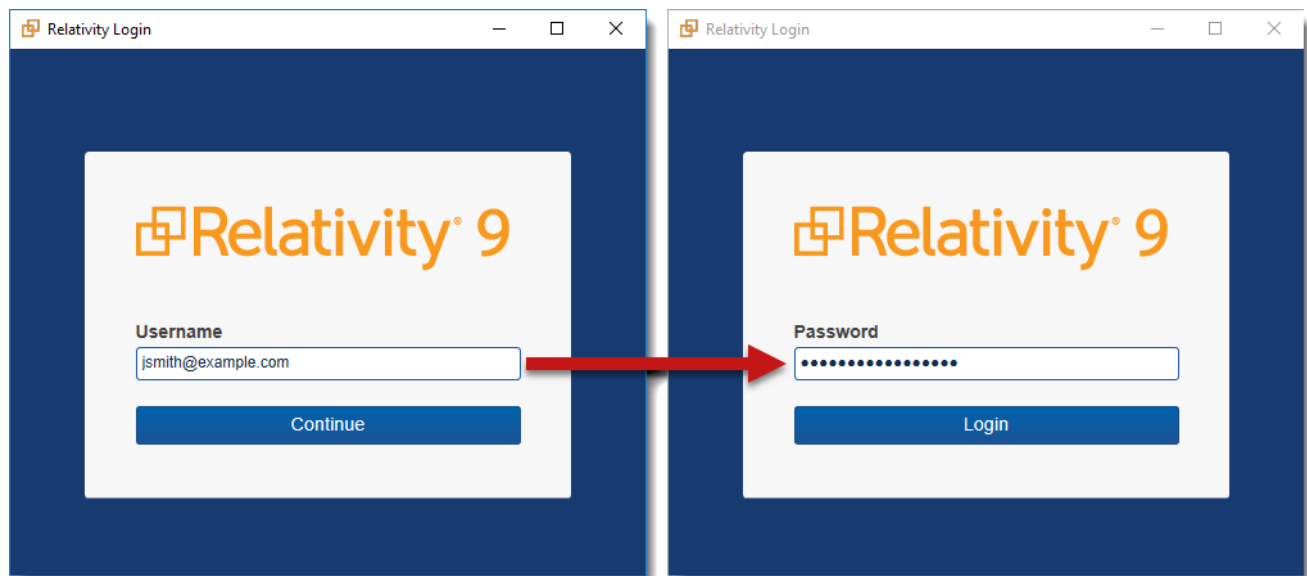 Relativity Login
Relativity® 9
Username
jsmith@example.com
Continue
Relativity Login
Relativity® 9
Password
•••••••••••••••••
Login